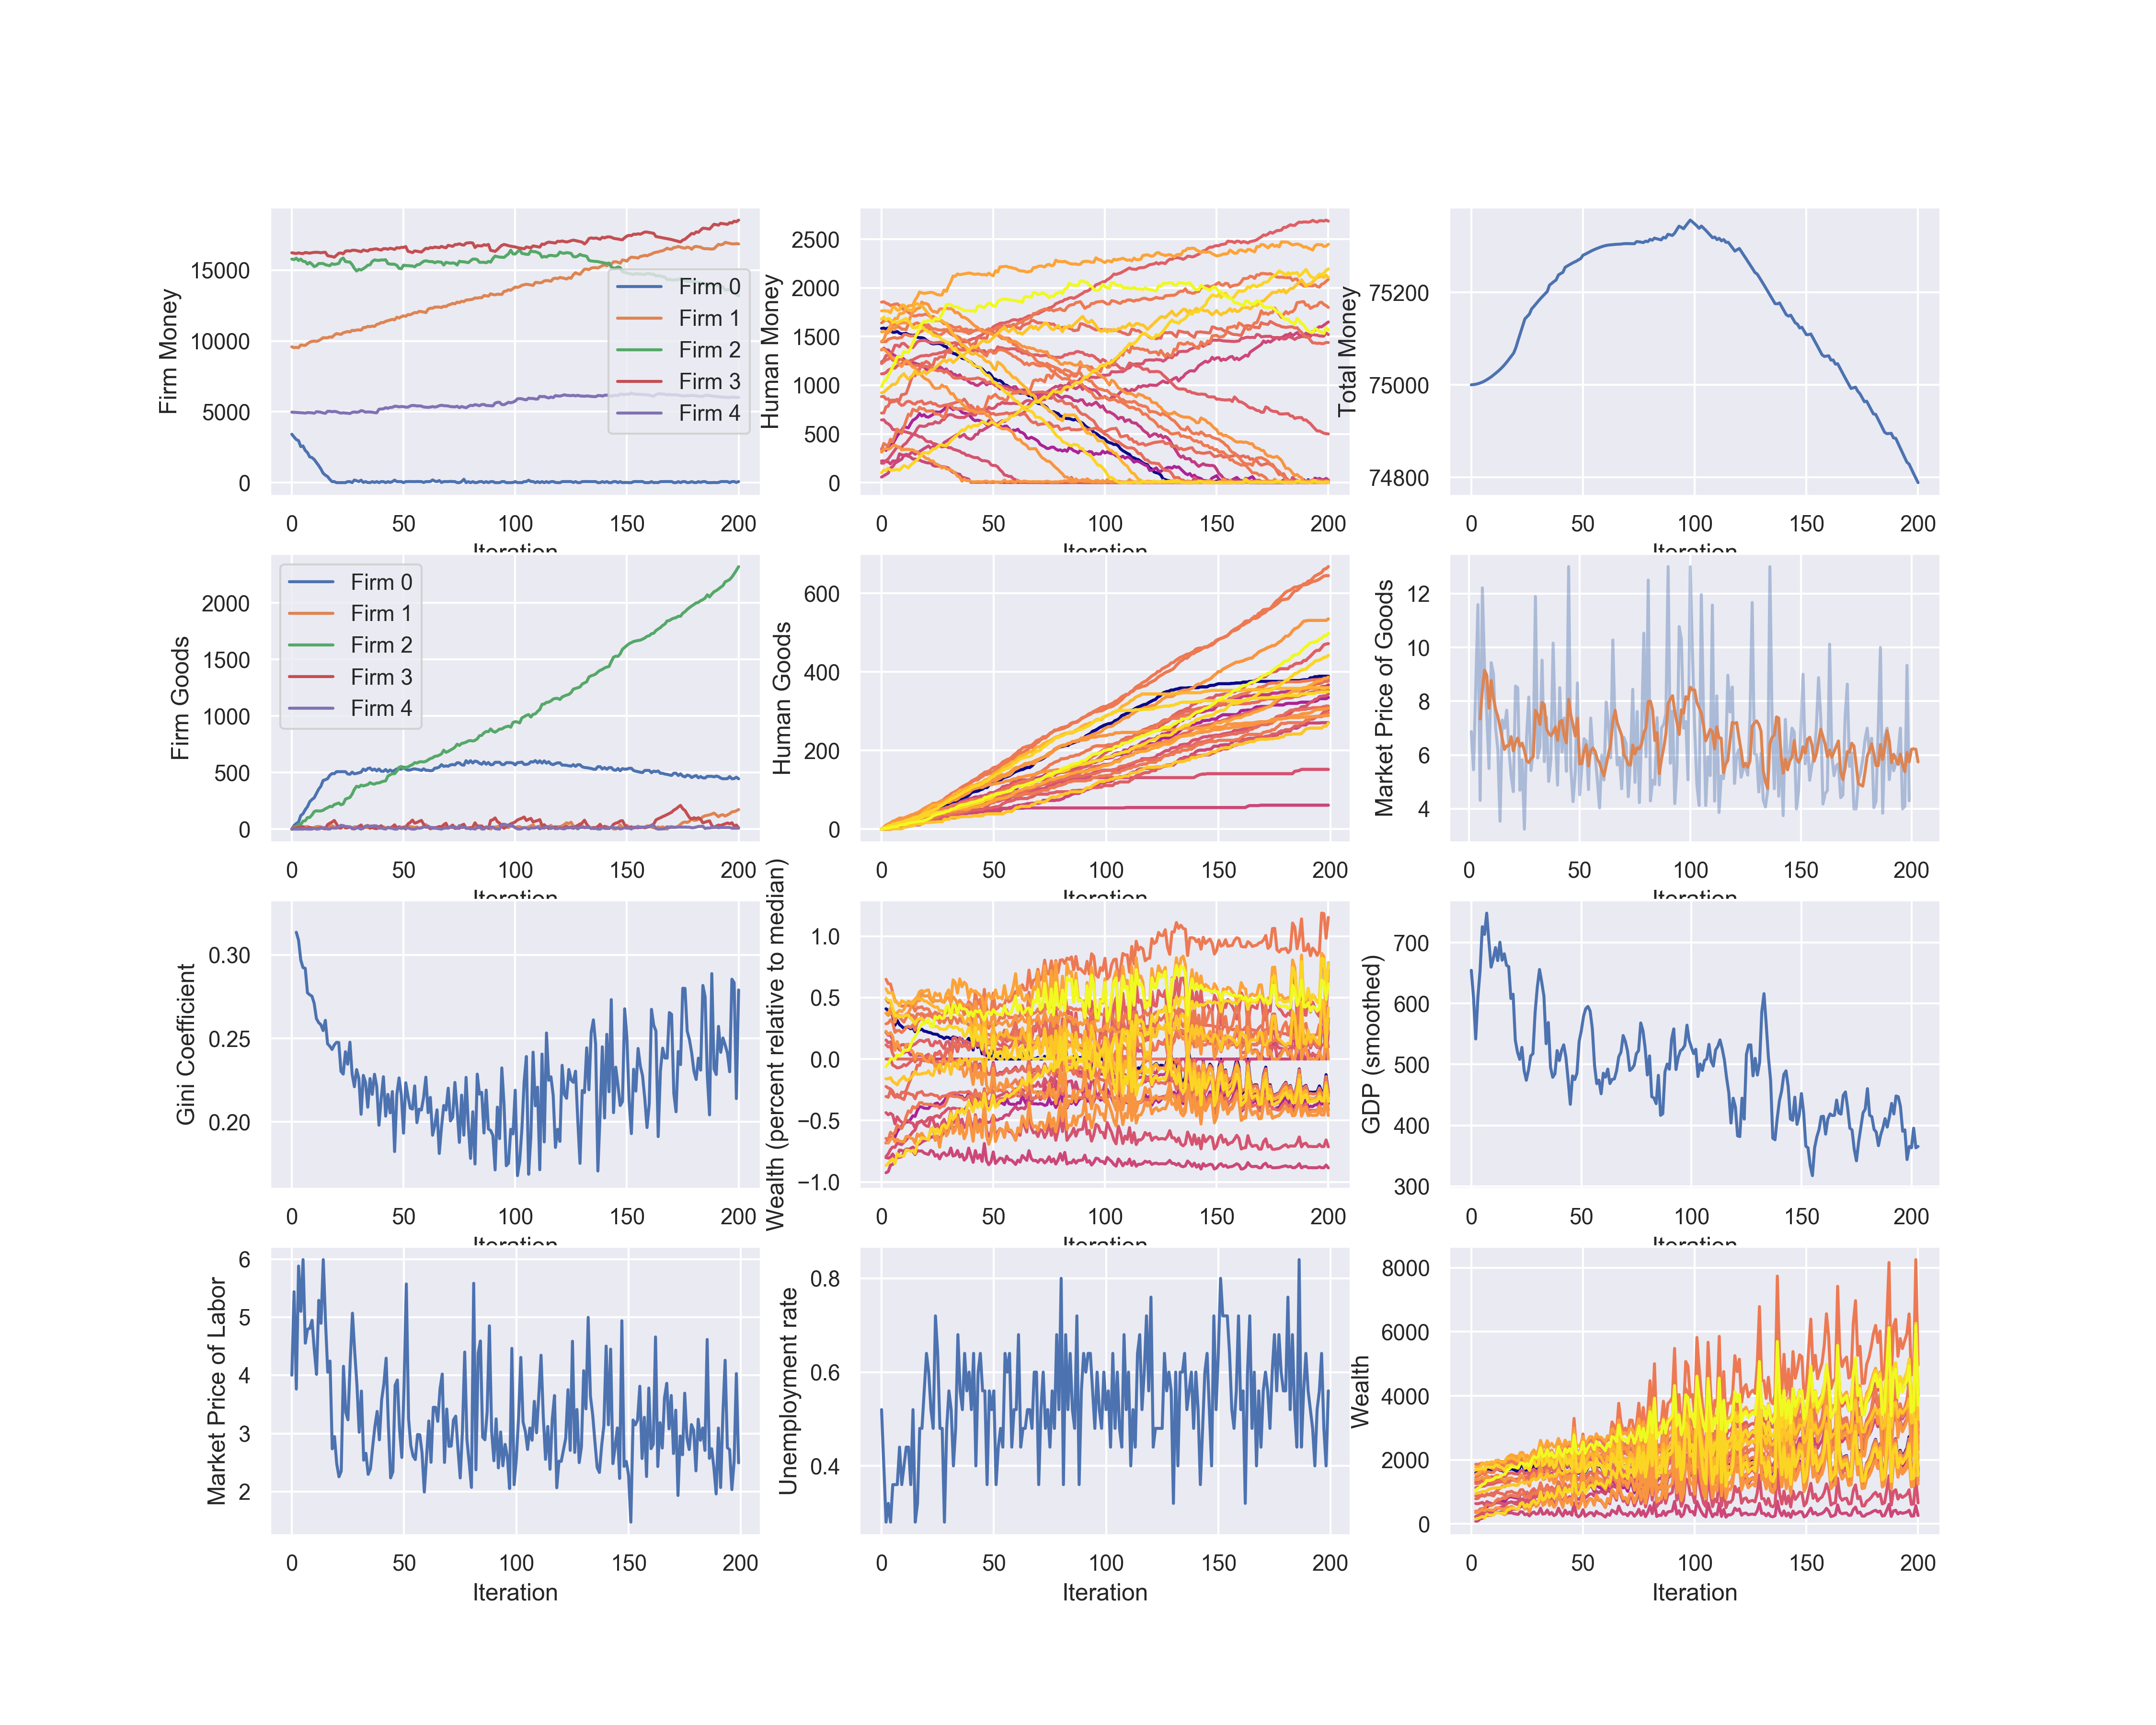 Firm Money
15000
10000
5000
0
Firm 0
Firm 1
Firm 2
Firm 3
Firm 4
0 50 100 150 200
Iteration
Human Money
2500
2000
1500
1000
500
0
0 50 100 150 200
Iteration
Total Money
75200
75000
74800
0 50 100 150 200
Iteration
Firm Goods
2000
1500
1000
500
0
Firm 0
Firm 1
Firm 2
Firm 3
Firm 4
0 50 100 150 200
Iteration
Human Goods
600
400
200
0
0 50 100 150 200
Iteration
Market Price of Goods
12
10
8
6
4
0 50 100 150 200
Iteration
Gini Coefficient
0.30
0.25
0.20
0 50 100 150 200
Iteration
Wealth (percent relative to median)
1.0
0.5
0.0
−0.5
−1.0
0 50 100 150 200
Iteration
GDP (smoothed)
700
600
500
400
300
0 50 100 150 200
Iteration
Market Price of Labor
6
5
4
3
2
0 50 100 150 200
Iteration
Unemployment rate
0.8
0.6
0.4
0 50 100 150 200
Iteration
Wealth
8000
6000
4000
2000
0
0 50 100 150 200
Iteration